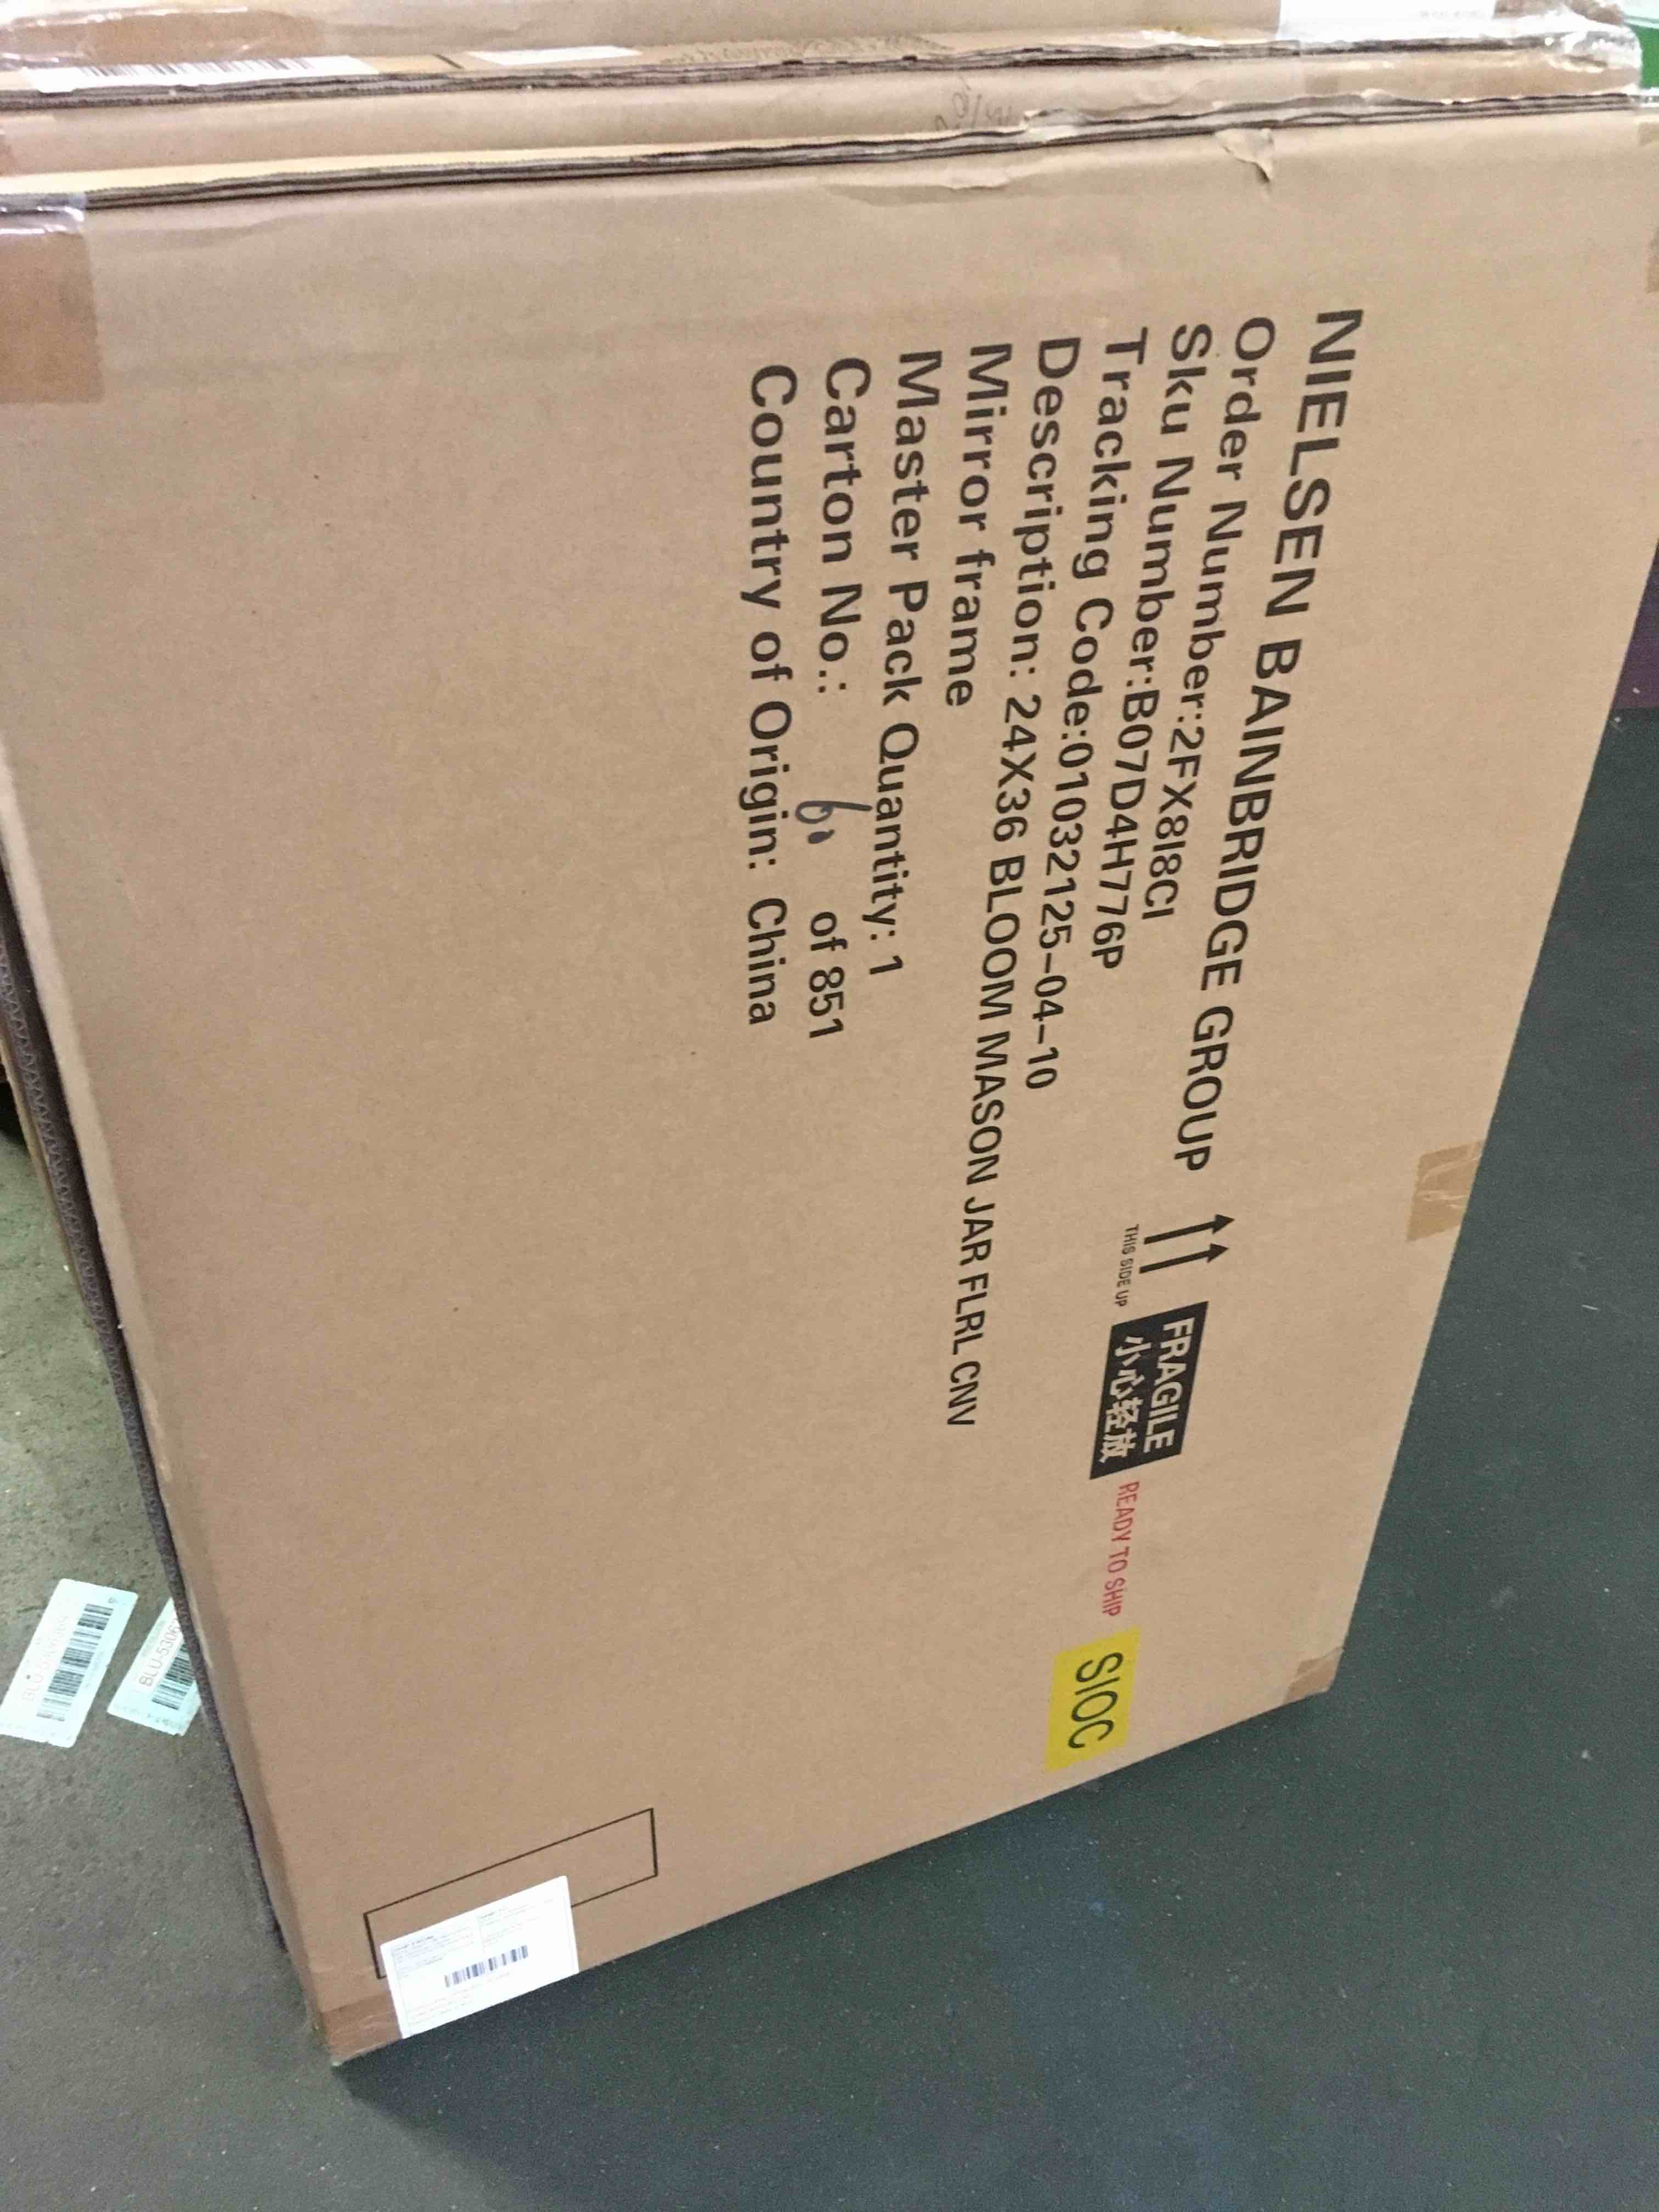 NIELSEN BAINBRIDGE GROUP
Order Number:2FX8I8CI
Sku Number:B07D4H776P
Tracking Code:01032125-04-10
Description: 24X36 BLOOM MASON JAR FLRL CNV
Mirror frame
Master Pack Quantity: 1
Carton No.: of 851
Country of Origin: China
THIS SIDE UP
FRAGILE
小心轻放
READY TO SHIP
SIOC